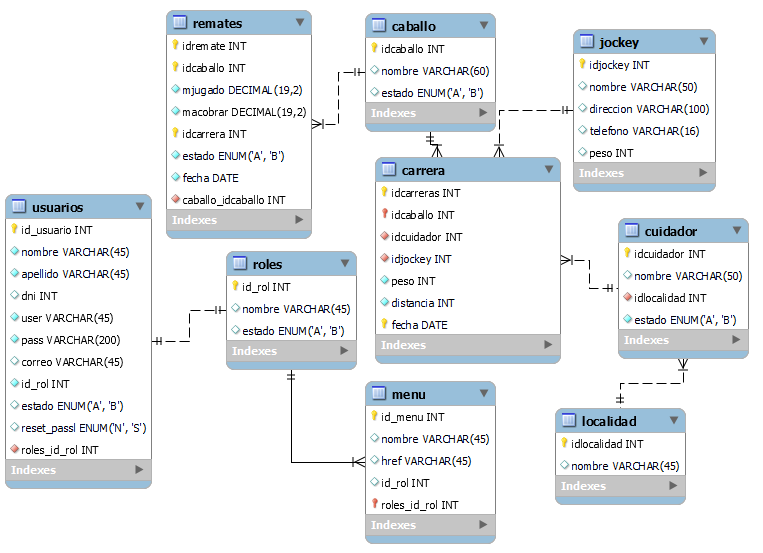 remates
idremate INT
idcaballo INT
mjugado DECIMAL(19,2)
macobrar DECIMAL(19,2)
idcarrera INT
estado ENUM('A', 'B')
fecha DATE
caballo_idcaballo INT
Indexes
caballo
idcaballo INT
nombre VARCHAR(60)
estado ENUM('A', 'B')
Indexes
jockey
idjockey INT
nombre VARCHAR(50)
direccion VARCHAR(100)
telefono VARCHAR(16)
peso INT
Indexes
carrera
idcarreras INT
idcaballo INT
idcuidador INT
idjockey INT
peso INT
distancia INT
fecha DATE
Indexes
usuarios
id_usuario INT
nombre VARCHAR(45)
apellido VARCHAR(45)
dni INT
user VARCHAR(45)
pass VARCHAR(200)
correo VARCHAR(45)
id_rol INT
estado ENUM('A', 'B')
reset_passl ENUM('N', 'S')
roles_id_rol INT
Indexes
roles
id_rol INT
nombre VARCHAR(45)
estado ENUM('A', 'B')
Indexes
cuidador
idcuidador INT
nombre VARCHAR(50)
idlocalidad INT
estado ENUM('A', 'B')
Indexes
menu
id_menu INT
nombre VARCHAR(45)
href VARCHAR(45)
id_rol INT
roles_id_rol INT
Indexes
localidad
idlocalidad INT
nombre VARCHAR(45)
Indexes